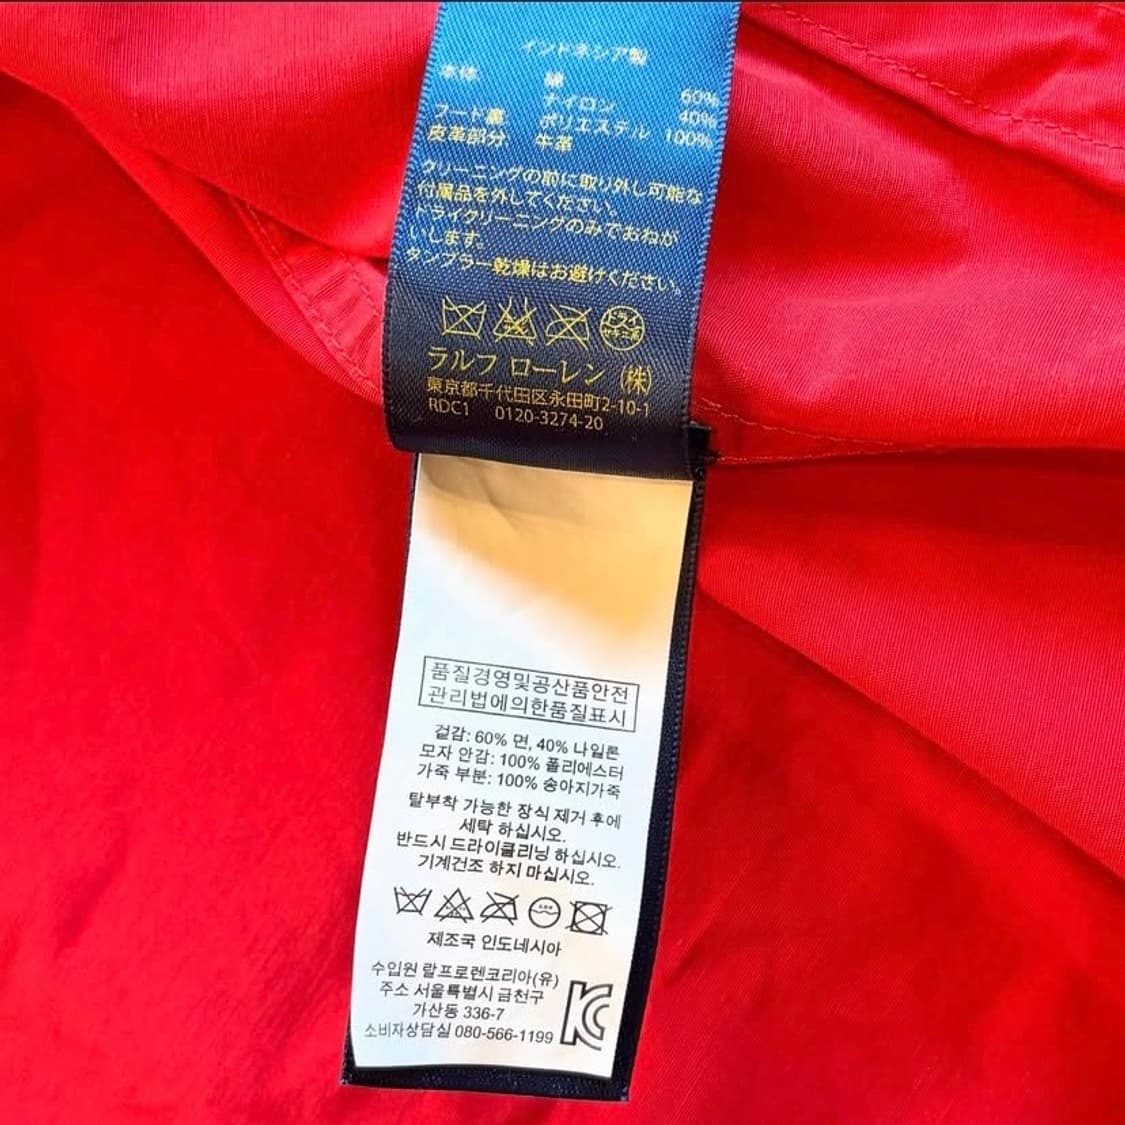 インドネシア製
本体 綿 60%
ナイロン 40%
フード裏 ポリエステル 100%
皮革部分 牛革
クリーニングの前に取り外し可能な
付属品を外してください。
ドライクリーニングのみでおねが
いします。
タンブラー乾燥はお避けください。
ドライ
セキユ系
ラルフ ローレン (株)
東京都千代田区永田町2-10-1
RDC1 0120-3274-20
품질경영및공산품안전
관리법에의한품질표시
겉감: 60% 면, 40% 나일론
모자 안감: 100% 폴리에스터
가죽 부분: 100% 송아지가죽
탈부착 가능한 장식 제거 후에
세탁 하십시오.
반드시 드라이클리닝 하십시오.
기계건조 하지 마십시오.
제조국 인도네시아
수입원 랄프로렌코리아(유)
주소 서울특별시 금천구
가산동 336-7
소비자상담실 080-566-1199
KC